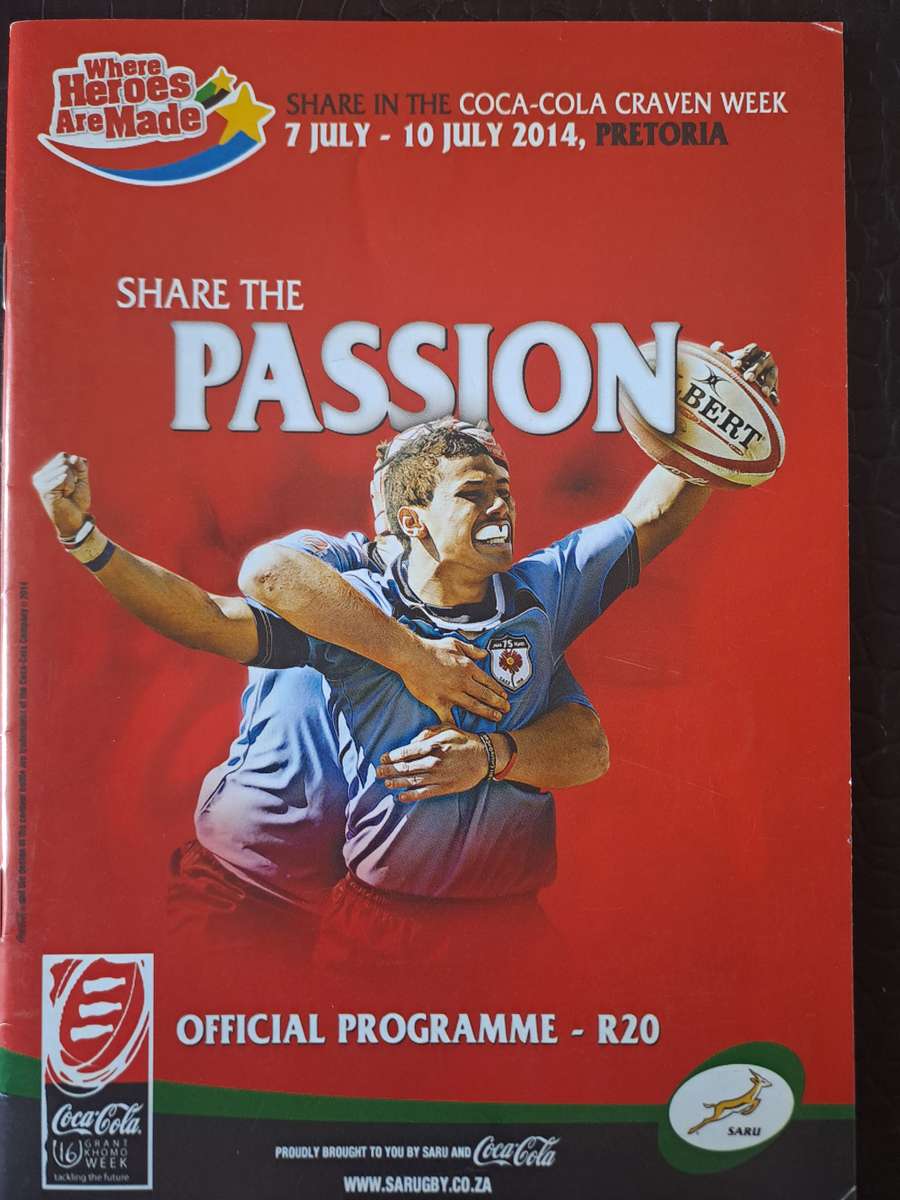 Where
Heroes
Are Made
SHARE IN THE COCA-COLA CRAVEN WEEK
7 JULY - 10 JULY 2014, PRETORIA
SHARE THE
PASSION
LBERT
75
OFFICIAL PROGRAMME - R20
Coca-Cola
16 GRANT
KHOMO
WEEK
tackling the future
SARU
PROUDLY BROUGHT TO YOU BY SARU AND Coca-Cola
WWW.SARUGBY.CO.ZA